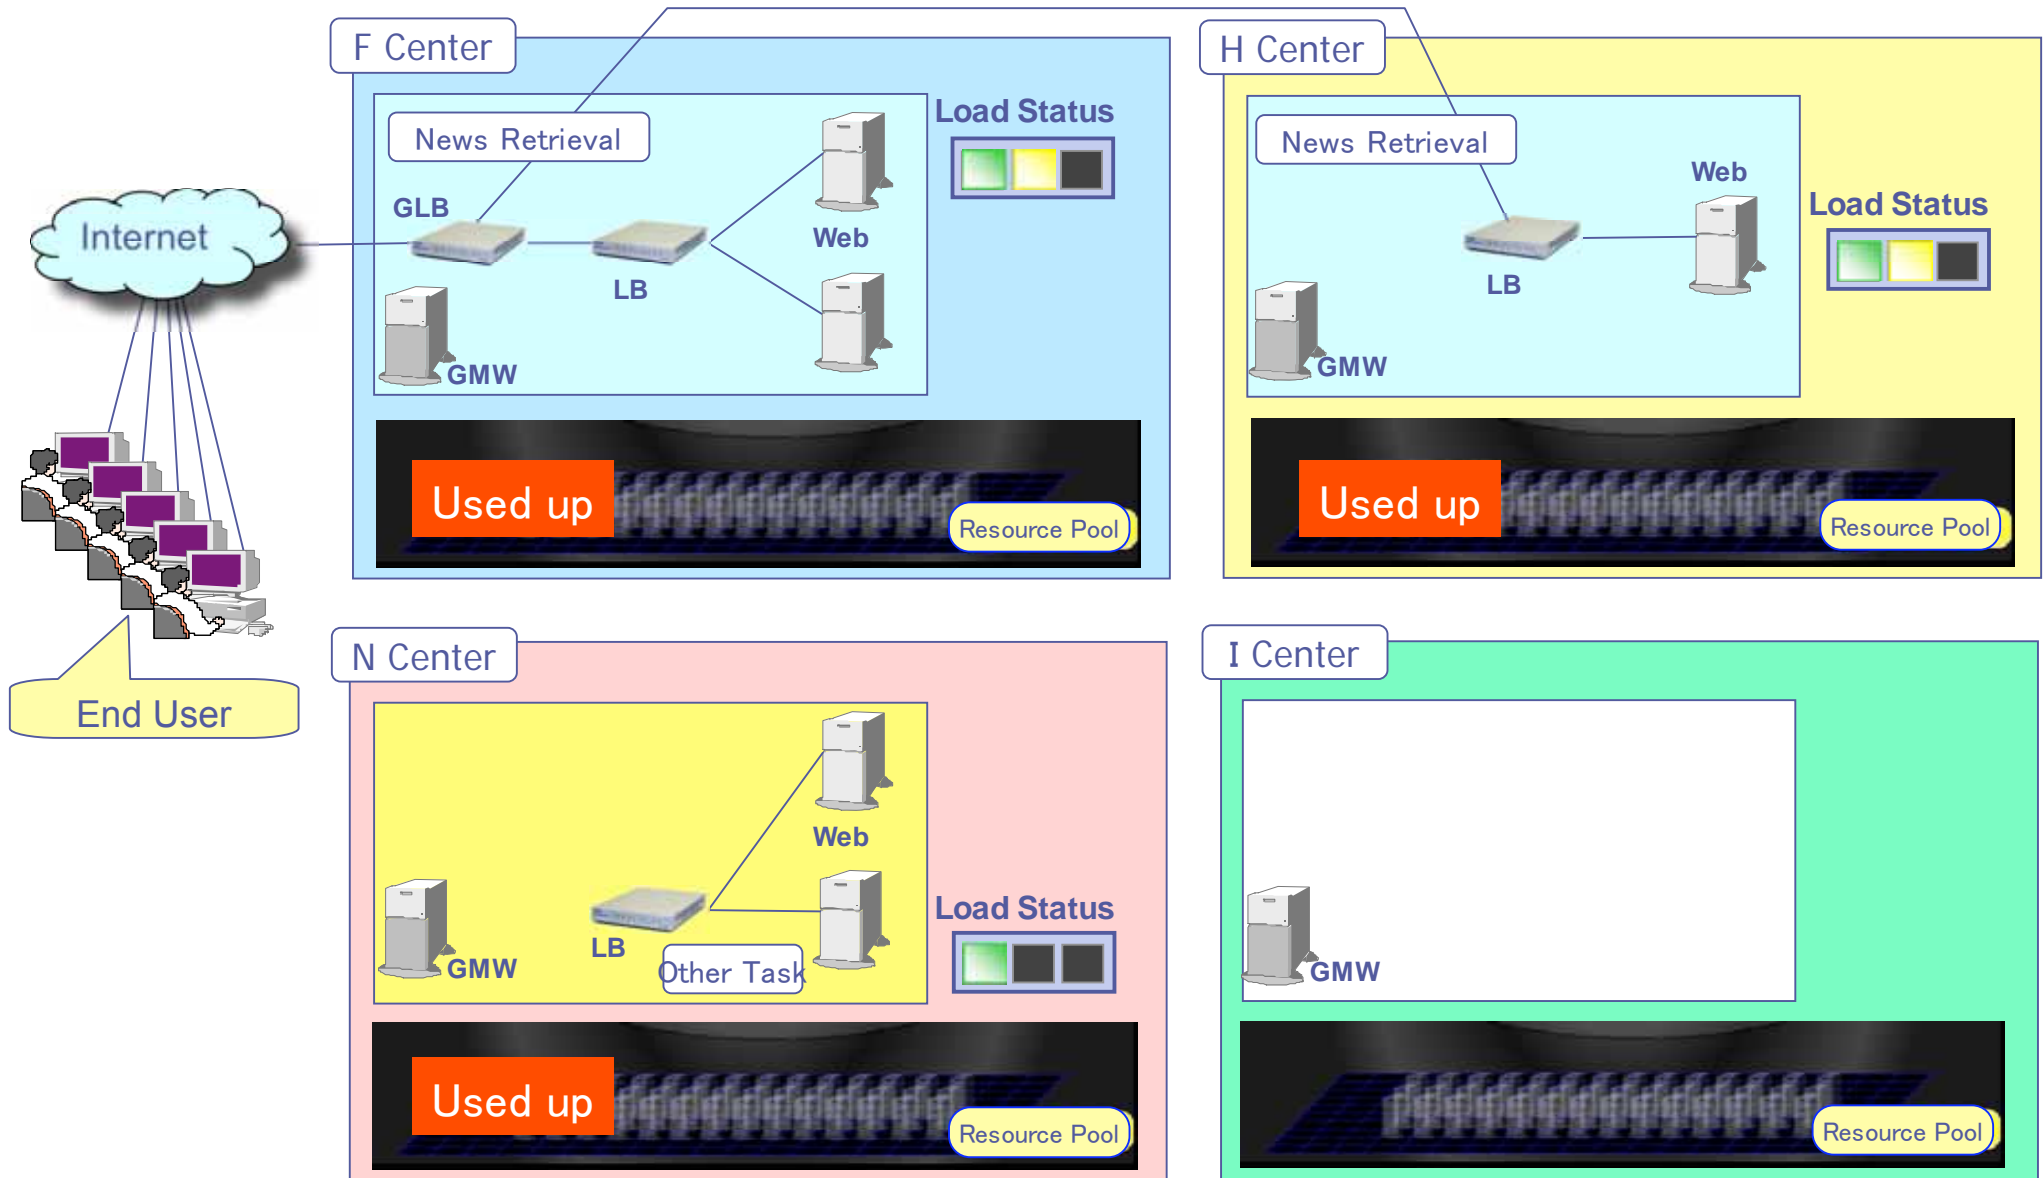 F Center
News Retrieval
Load Status
GLB
Web
LB
GMW
Used up
Resource Pool
H Center
News Retrieval
Web
Load Status
LB
GMW
Used up
Resource Pool
Internet
End User
N Center
Web
Load Status
LB
GMW
Other Task
Used up
Resource Pool
I Center
GMW
Resource Pool